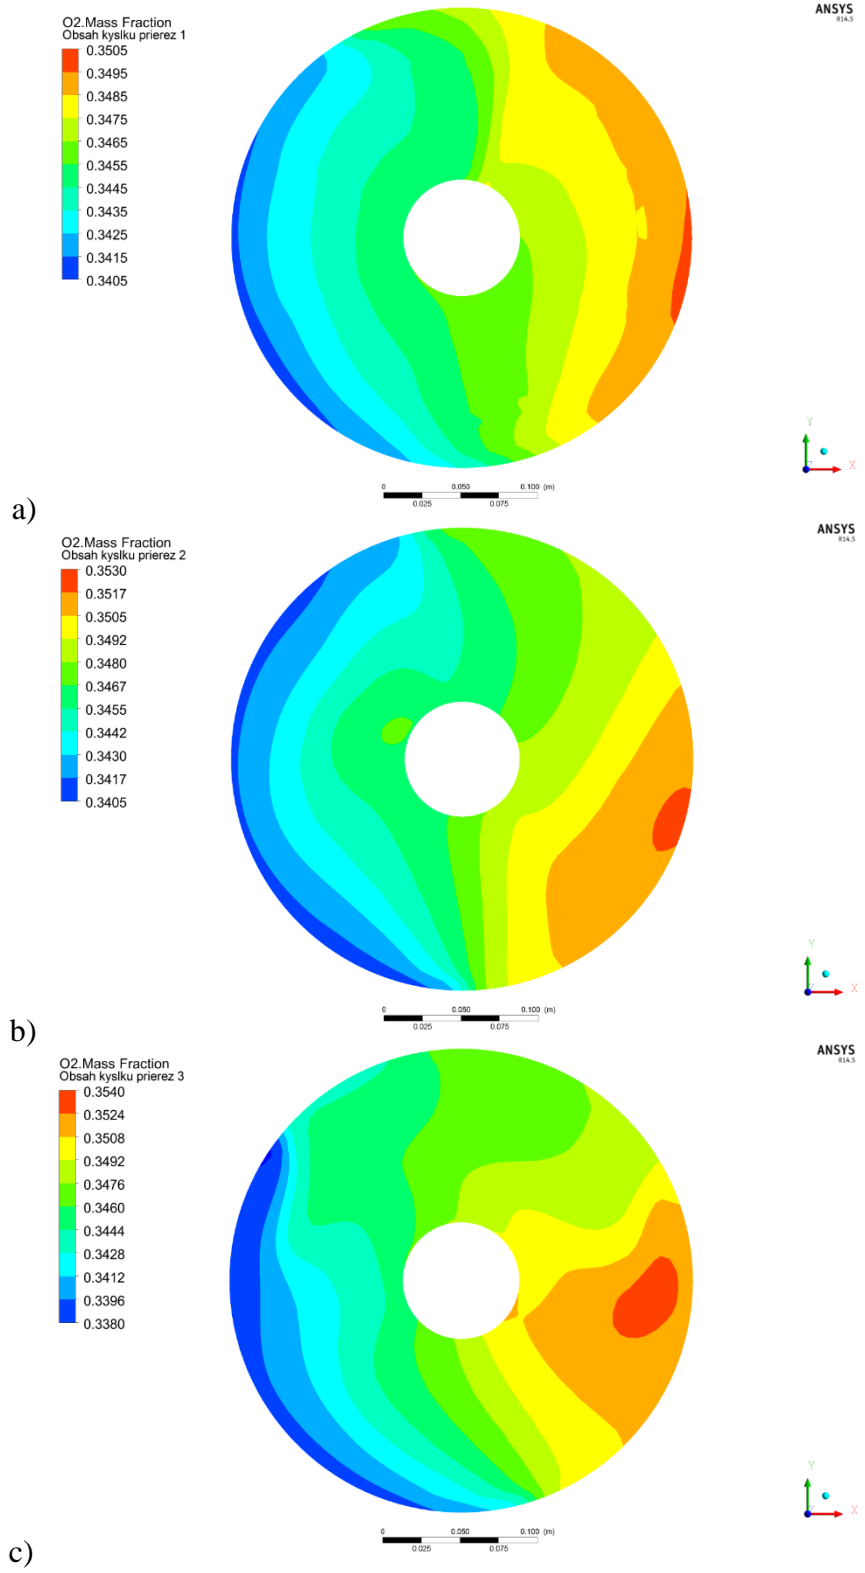 O2.Mass Fraction
Obsah kyslku prierez 1
0.3505
0.3495
0.3485
0.3475
0.3465
0.3455
0.3445
0.3435
0.3425
0.3415
0.3405
ANSYS
R14.5
Y
Z
X
0 0.050 0.100 (m)
0.025 0.075
a)
O2.Mass Fraction
Obsah kyslku prierez 2
0.3530
0.3517
0.3505
0.3492
0.3480
0.3467
0.3455
0.3442
0.3430
0.3417
0.3405
ANSYS
R14.5
Y
Z
X
0 0.050 0.100 (m)
0.025 0.075
b)
O2.Mass Fraction
Obsah kyslku prierez 3
0.3540
0.3524
0.3508
0.3492
0.3476
0.3460
0.3444
0.3428
0.3412
0.3396
0.3380
ANSYS
R14.5
Y
Z
X
0 0.050 0.100 (m)
0.025 0.075
c)